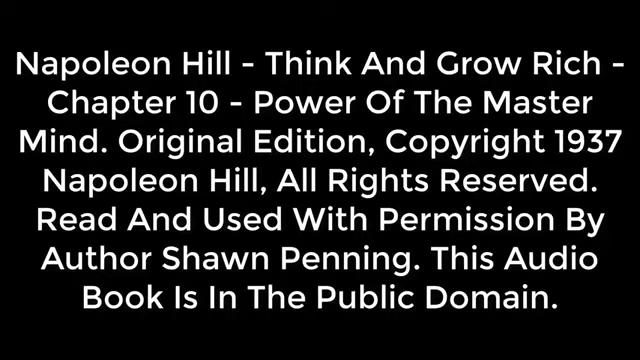 Napoleon Hill - Think And Grow Rich -
Chapter 10 - Power Of The Master
Mind. Original Edition, Copyright 1937
Napoleon Hill, All Rights Reserved.
Read And Used With Permission By
Author Shawn Penning. This Audio
Book Is In The Public Domain.